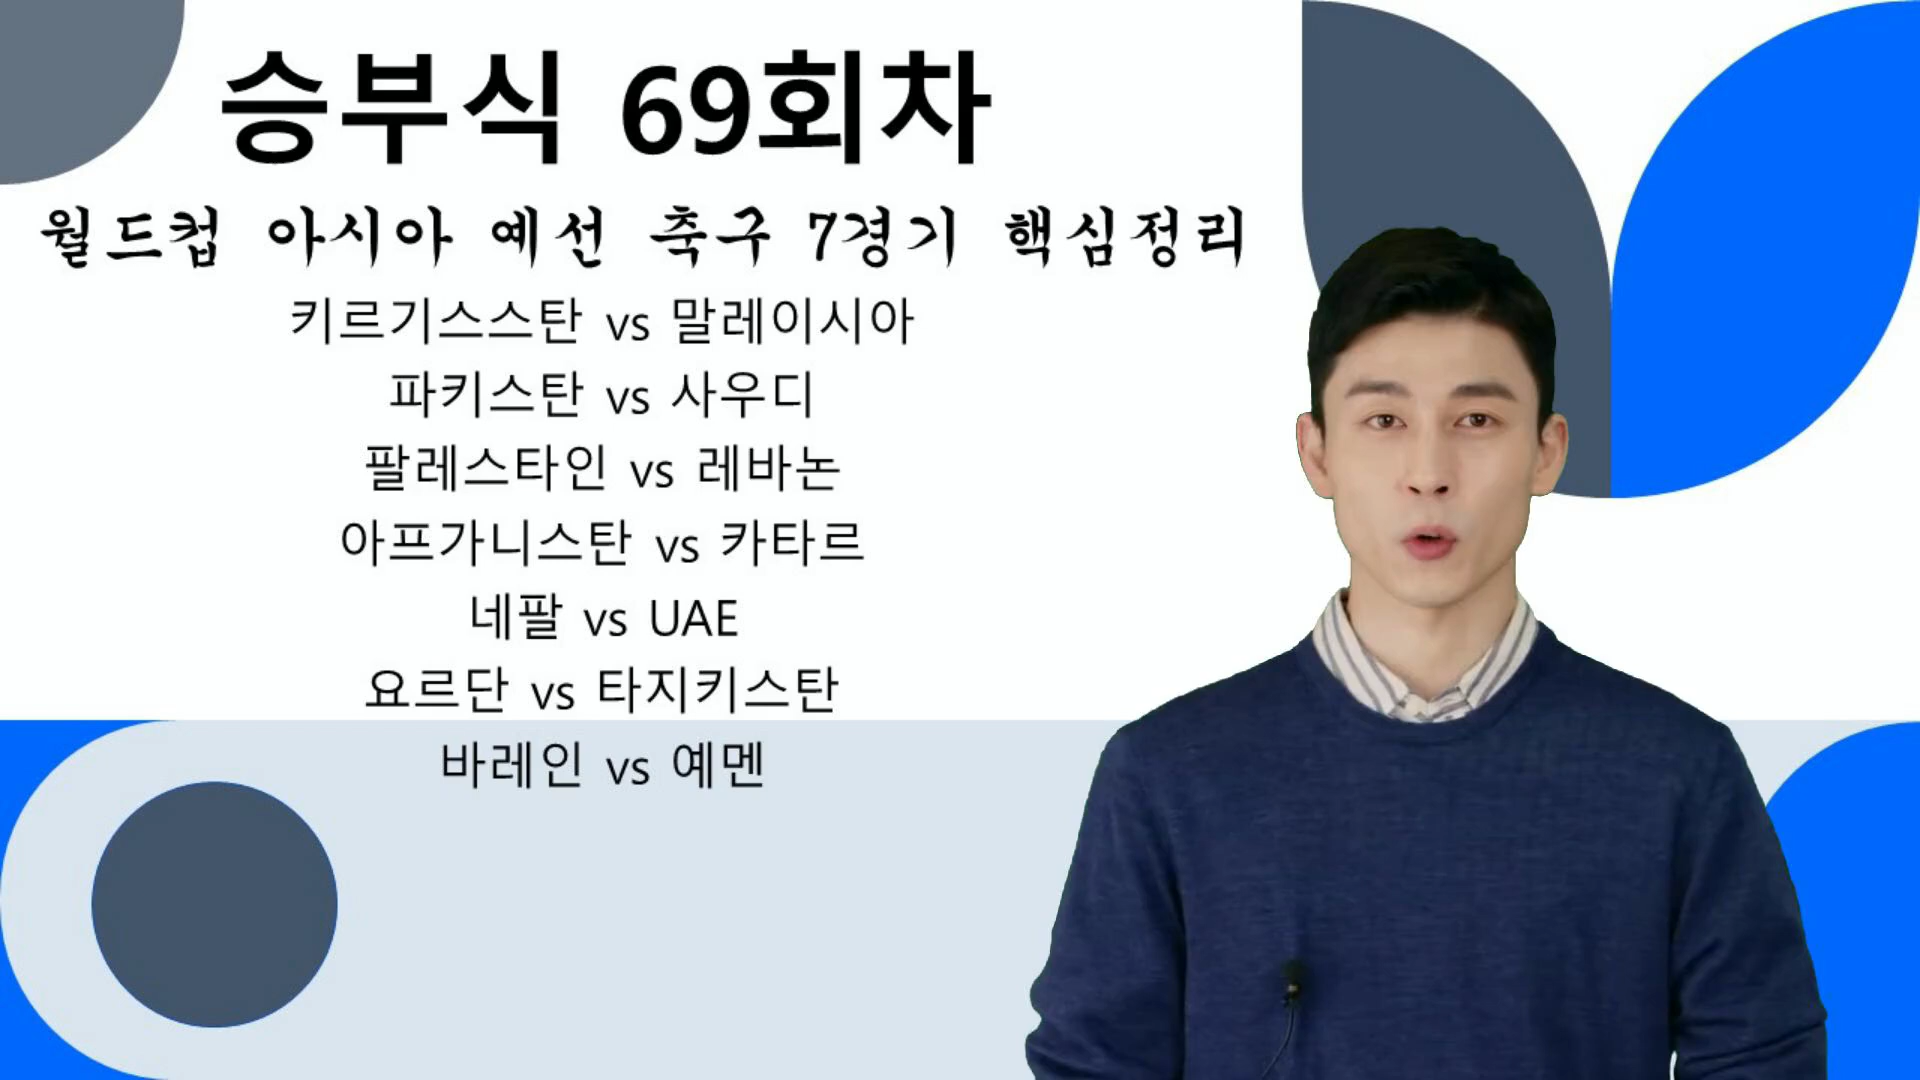 승부식 69회차
월드컵 아시아 예선 축구 7경기 핵심정리
키르기스스탄 vs 말레이시아
파키스탄 vs 사우디
팔레스타인 vs 레바논
아프가니스탄 vs 카타르
네팔 vs UAE
요르단 vs 타지키스탄
바레인 vs 예멘